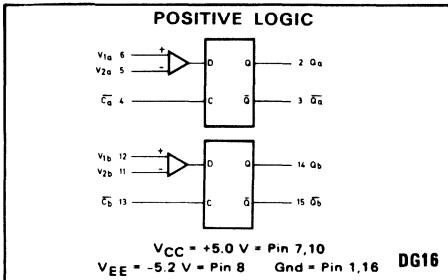 POSITIVE LOGIC
V1a 6 +
V2a 5 -
D Q 2 Qa
C̅a̅ 4 C Q̅ 3 Q̅a̅
V1b 12 +
V2b 11 -
D Q 14 Qb
C̅b̅ 13 C Q̅ 15 Q̅b̅
VCC = +5.0 V = Pin 7,10
VEE = -5.2 V = Pin 8 Gnd = Pin 1,16 DG16